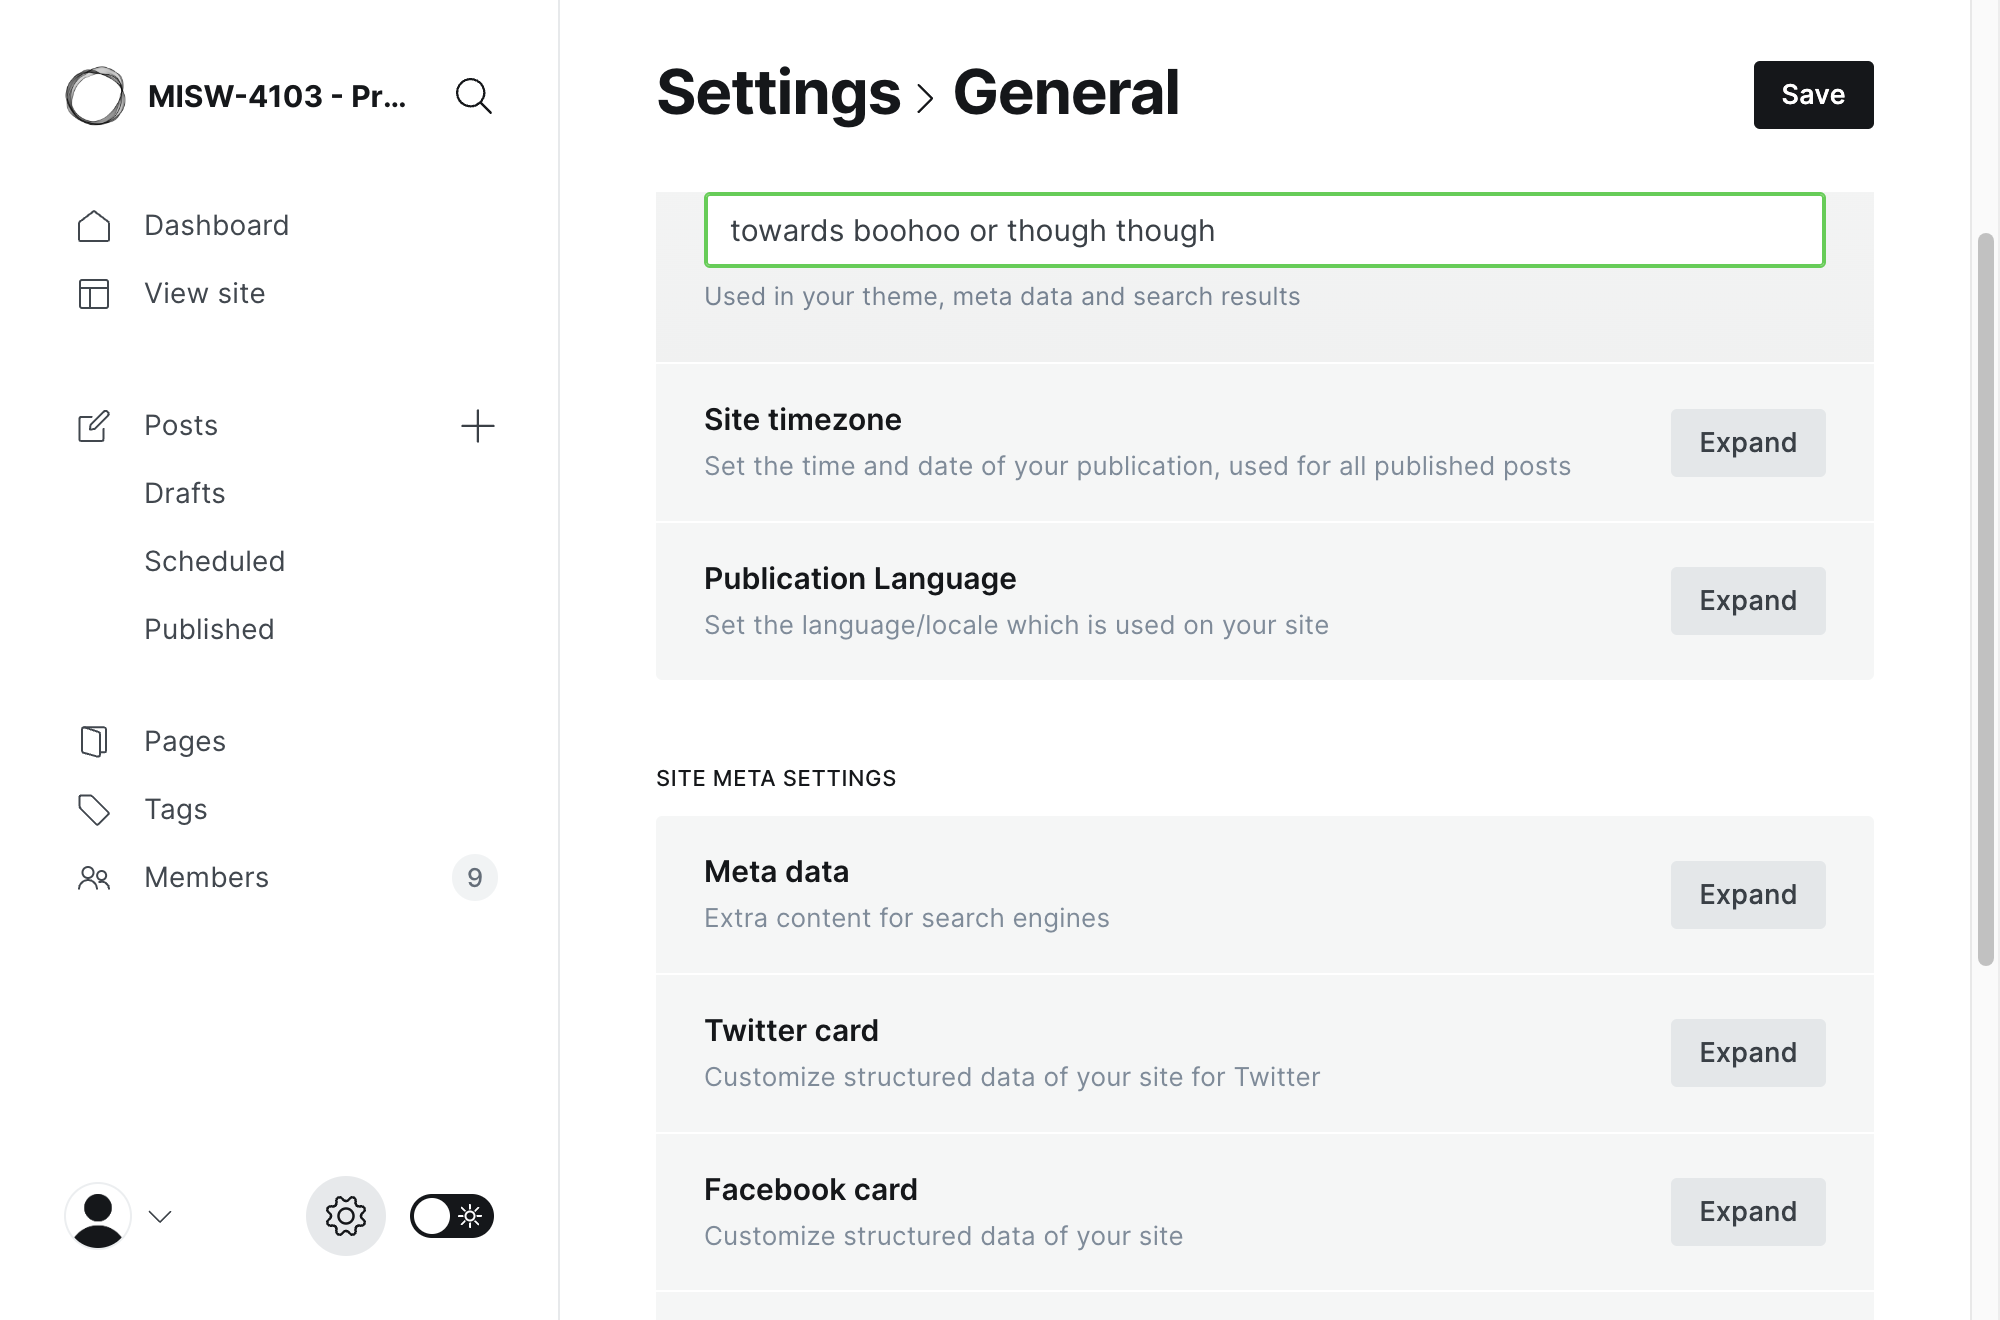 MISW-4103 - Pr...
Dashboard
View site
Posts
Drafts
Scheduled
Published
Pages
Tags
Members
9
Settings > General
Save
towards boohoo or though though
Used in your theme, meta data and search results
Site timezone
Set the time and date of your publication, used for all published posts
Expand
Publication Language
Set the language/locale which is used on your site
Expand
SITE META SETTINGS
Meta data
Extra content for search engines
Expand
Twitter card
Customize structured data of your site for Twitter
Expand
Facebook card
Customize structured data of your site
Expand